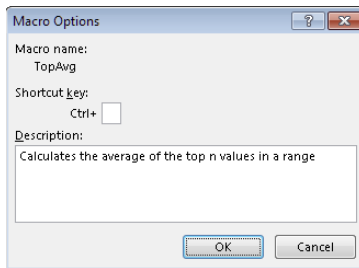 Macro Options
Macro name:
TopAvg
Shortcut key:
Ctrl+
Description:
Calculates the average of the top n values in a range
OK Cancel